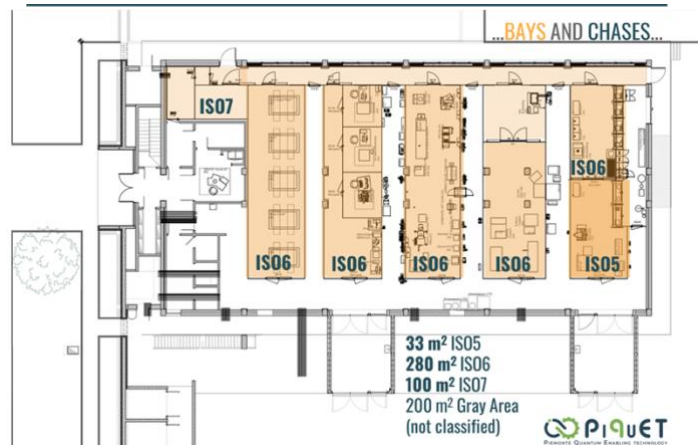 ...BAYS AND CHASES...
ISO7
ISO6
ISO6
ISO6
ISO6
ISO6
ISO5
33 m² ISO5
280 m² ISO6
100 m² ISO7
200 m² Gray Area
(not classified)
PiQuET
PIEMONTE QUANTUM ENABLING TECHNOLOGY